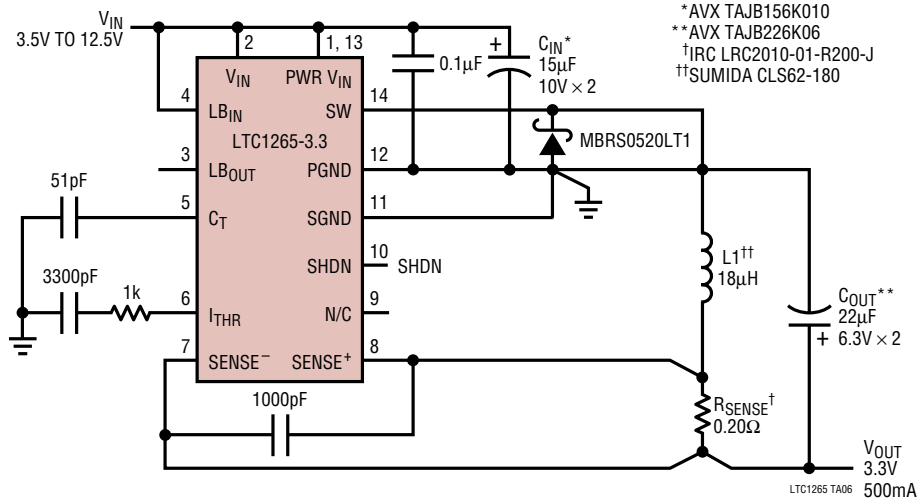 V_IN
3.5V TO 12.5V
*AVX TAJB156K010
**AVX TAJB226K06
†IRC LRC2010-01-R200-J
††SUMIDA CLS62-180
2
1, 13
0.1µF
+
C_IN*
15µF
10V × 2
V_IN
PWR V_IN
4
LB_IN
SW
14
LTC1265-3.3
MBRS0520LT1
3
LB_OUT
PGND
12
51pF
5
C_T
SGND
11
SHDN
10
SHDN
L1††
18µH
3300pF
1k
6
I_THR
N/C
9
C_OUT**
22µF
+
6.3V × 2
7
SENSE⁻
SENSE⁺
8
1000pF
R_SENSE†
0.20Ω
V_OUT
3.3V
500mA
LTC1265 TA06